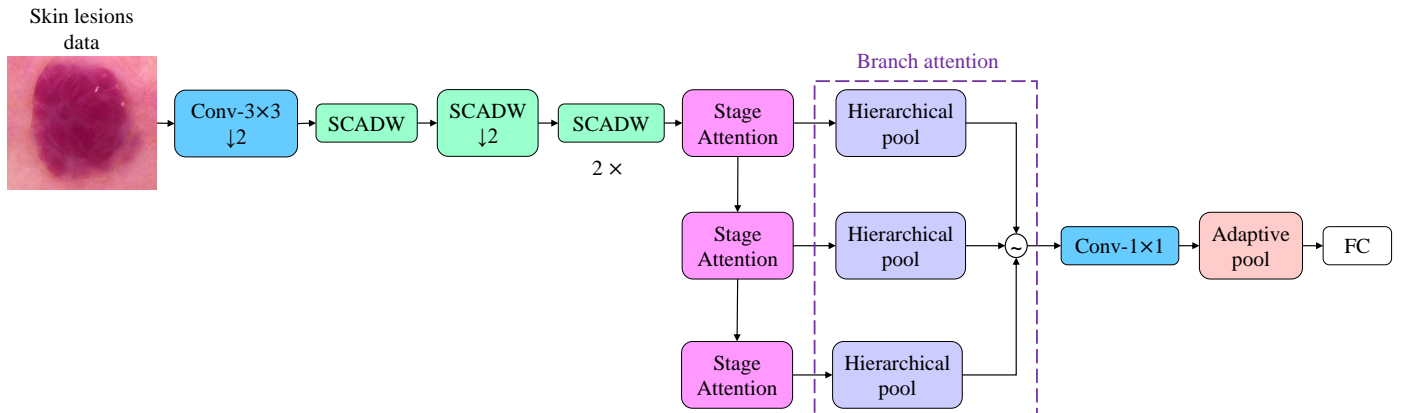 Skin lesions
data
Branch attention
Conv-3×3
↓2
SCADW
SCADW
↓2
SCADW
2 ×
Stage
Attention
Hierarchical
pool
Stage
Attention
Hierarchical
pool
~
Conv-1×1
Adaptive
pool
FC
Stage
Attention
Hierarchical
pool